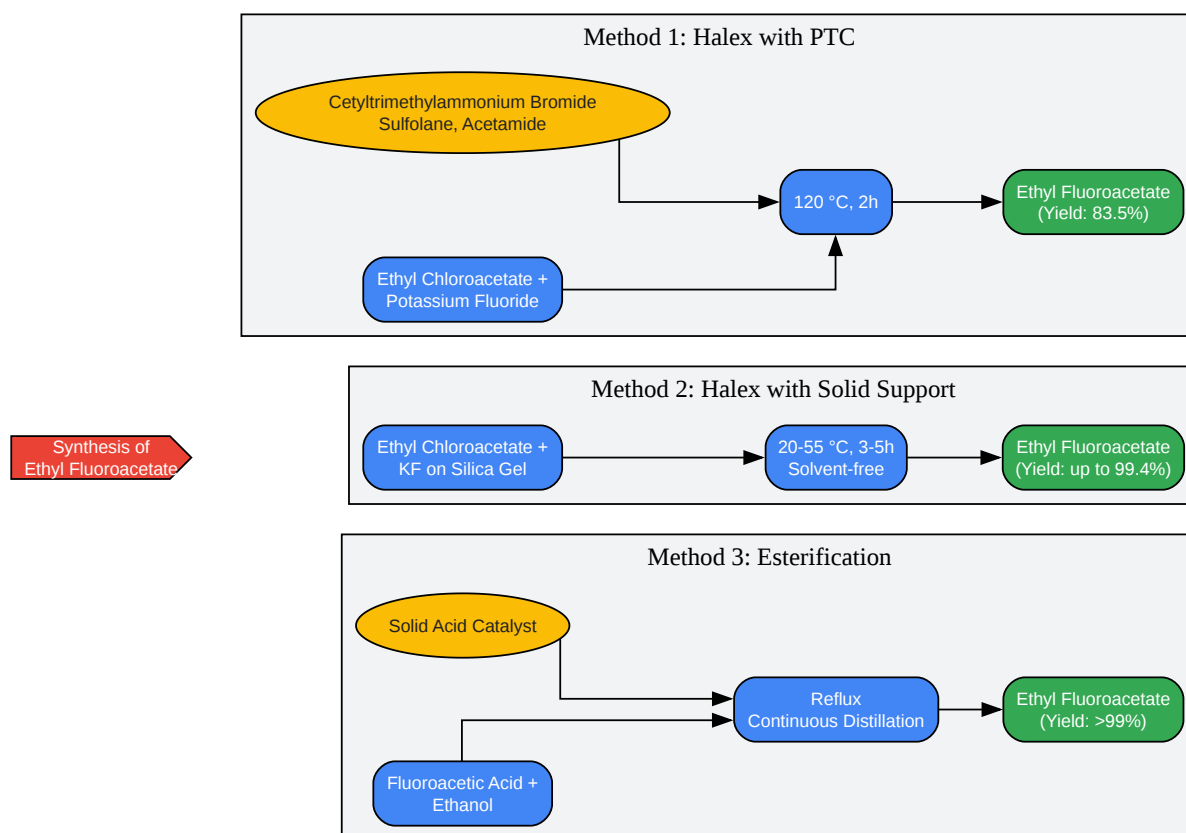 Method 1: Halex with PTC
Cetyltrimethylammonium Bromide
Sulfolane, Acetamide
120 °C, 2h
Ethyl Fluoroacetate
(Yield: 83.5%)
Ethyl Chloroacetate +
Potassium Fluoride
Synthesis of
Ethyl Fluoroacetate
Method 2: Halex with Solid Support
Ethyl Chloroacetate +
KF on Silica Gel
20-55 °C, 3-5h
Solvent-free
Ethyl Fluoroacetate
(Yield: up to 99.4%)
Method 3: Esterification
Solid Acid Catalyst
Reflux
Continuous Distillation
Ethyl Fluoroacetate
(Yield: >99%)
Fluoroacetic Acid +
Ethanol